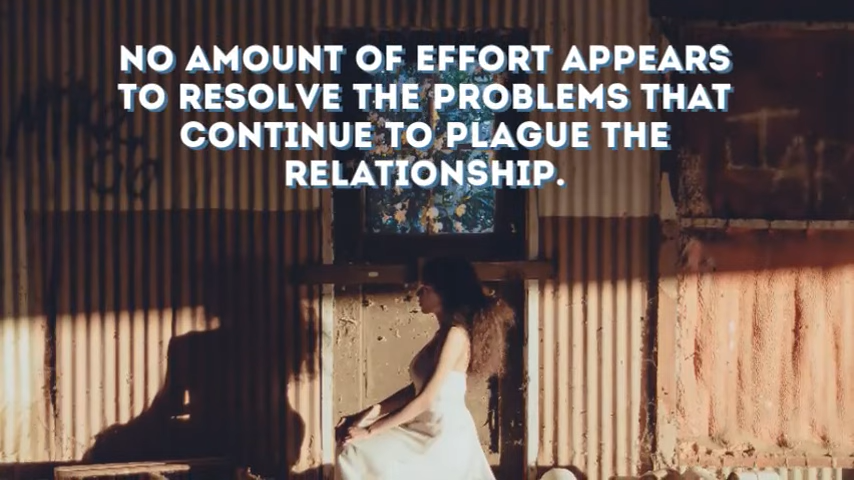 NO AMOUNT OF EFFORT APPEARS
TO RESOLVE THE PROBLEMS THAT
CONTINUE TO PLAGUE THE
RELATIONSHIP.